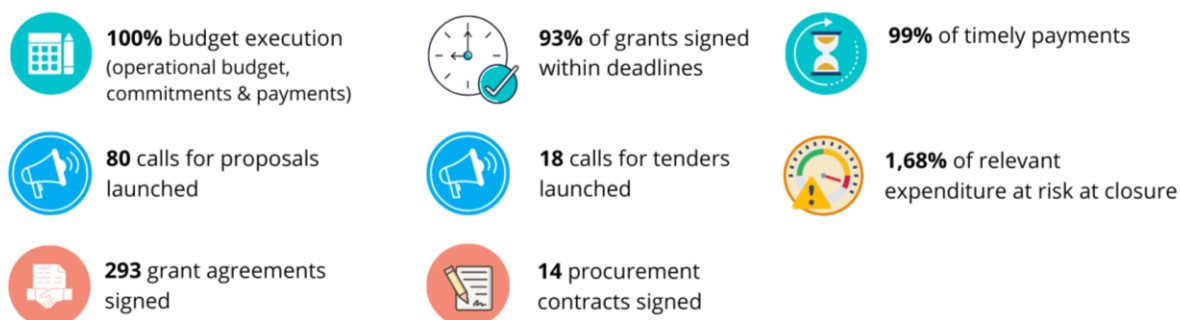 100% budget execution
(operational budget,
commitments & payments)
93% of grants signed
within deadlines
99% of timely payments
80 calls for proposals
launched
18 calls for tenders
launched
1,68% of relevant
expenditure at risk at closure
293 grant agreements
signed
14 procurement
contracts signed